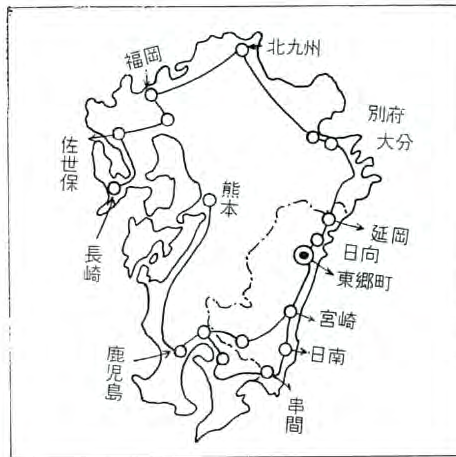 北九州
福岡
別府
大分
佐世保
熊本
長崎
延岡
日向
東郷町
宮崎
日南
鹿児島
串間